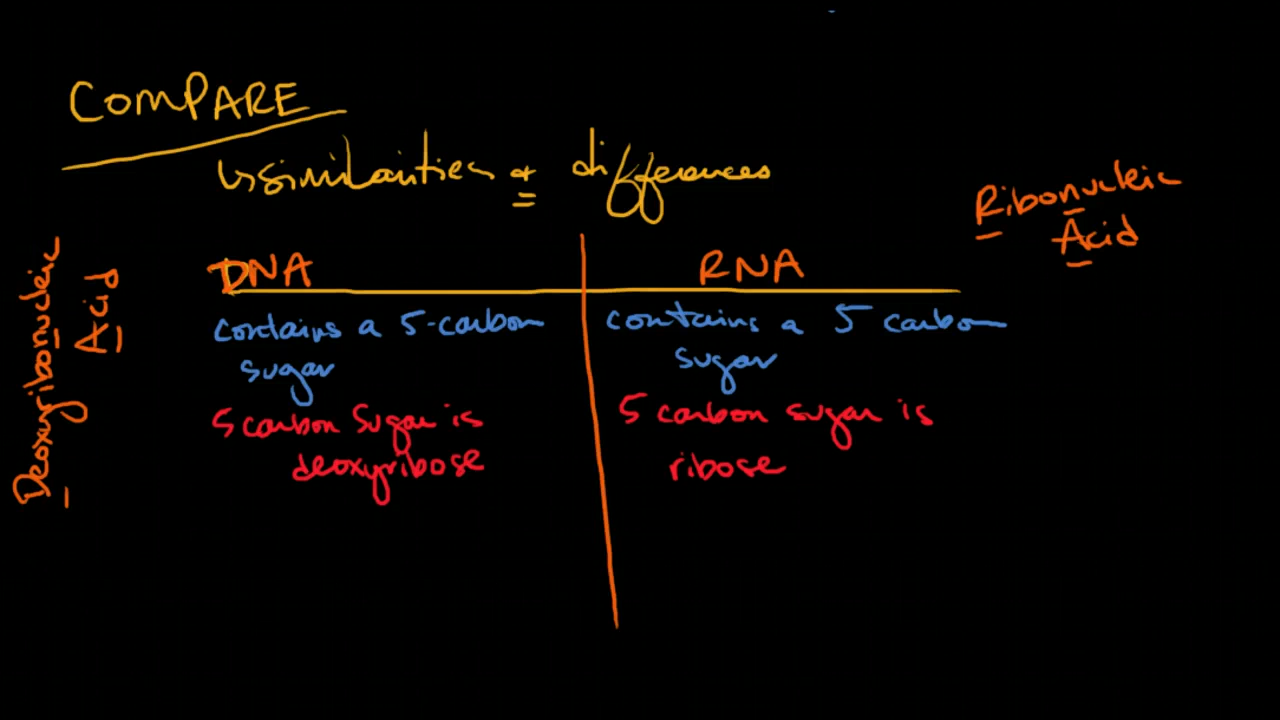 COMPARE
↳ similarities + differences
Ribonucleic
Acid
Deoxyribonucleic
Acid
DNA
RNA
contains a 5-carbon
sugar
contains a 5 carbon
sugar
5 carbon sugar is
deoxyribose
5 carbon sugar is
ribose